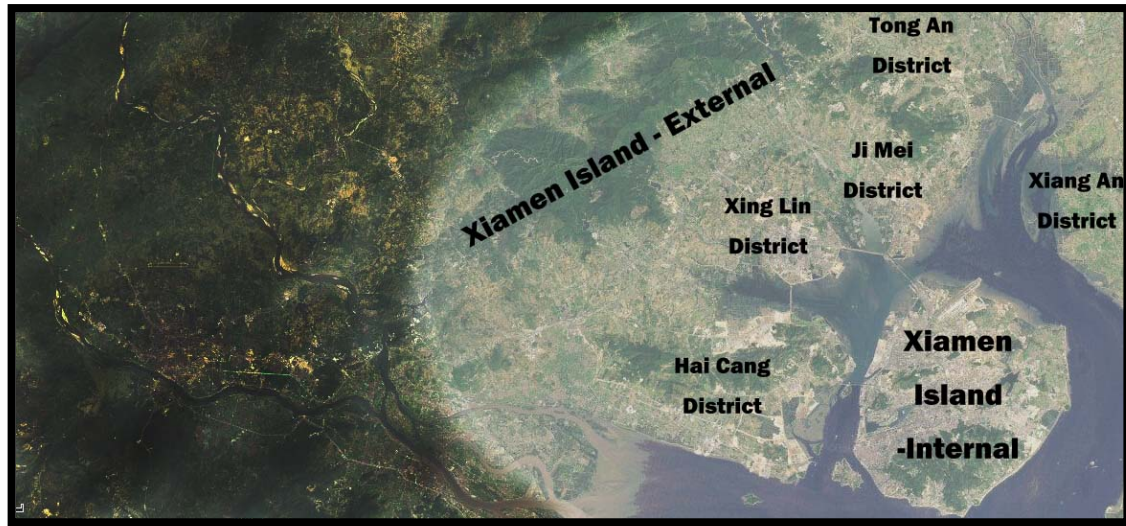 Tong An
District
Xiamen Island - External
Ji Mei
District
Xiang An
District
Xing Lin
District
Xiamen
Island
-Internal
Hai Cang
District